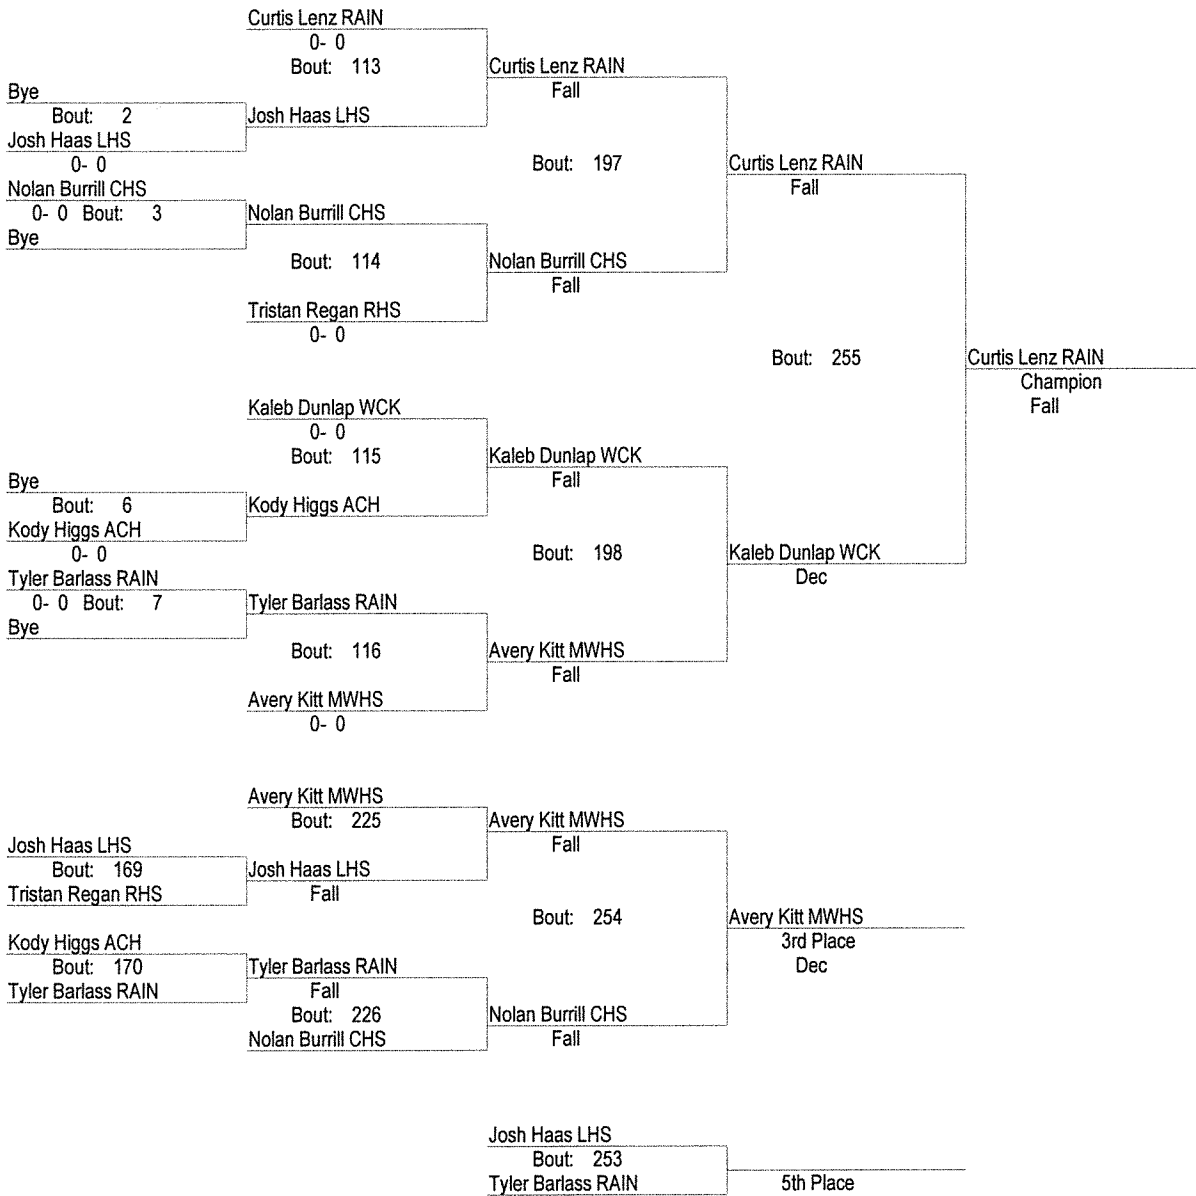 Curtis Lenz RAIN
0- 0
Bout: 113
Curtis Lenz RAIN
Fall
Bye
Bout: 2
Josh Haas LHS
Josh Haas LHS
0- 0
Bout: 197
Curtis Lenz RAIN
Fall
Nolan Burrill CHS
0- 0 Bout: 3
Nolan Burrill CHS
Bye
Bout: 114
Nolan Burrill CHS
Fall
Tristan Regan RHS
0- 0
Bout: 255
Curtis Lenz RAIN
Champion
Fall
Kaleb Dunlap WCK
0- 0
Bout: 115
Kaleb Dunlap WCK
Fall
Bye
Bout: 6
Kody Higgs ACH
Kody Higgs ACH
0- 0
Bout: 198
Kaleb Dunlap WCK
Dec
Tyler Barlass RAIN
0- 0 Bout: 7
Tyler Barlass RAIN
Bye
Bout: 116
Avery Kitt MWHS
Fall
Avery Kitt MWHS
0- 0
Avery Kitt MWHS
Bout: 225
Avery Kitt MWHS
Fall
Josh Haas LHS
Bout: 169
Josh Haas LHS
Fall
Tristan Regan RHS
Bout: 254
Avery Kitt MWHS
3rd Place
Dec
Kody Higgs ACH
Bout: 170
Tyler Barlass RAIN
Fall
Tyler Barlass RAIN
Bout: 226
Nolan Burrill CHS
Fall
Nolan Burrill CHS
Josh Haas LHS
Bout: 253
Tyler Barlass RAIN
5th Place